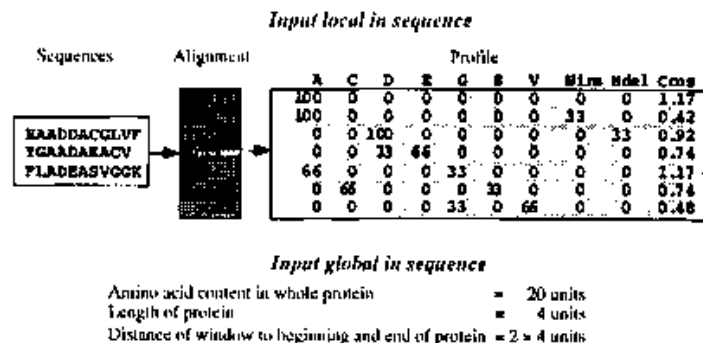 Input local in sequence
Sequences Alignment Profile
A C D E G S V Nins Ndel Cons
100 0 0 0 0 0 0 0 0 1.17
100 0 0 0 0 0 0 33 0 0.42
0 0 100 0 0 0 0 0 33 0.92
0 0 33 66 0 0 0 0 0 0.74
66 0 0 0 33 0 0 0 0 1.17
0 66 0 0 0 33 0 0 0 0.74
0 0 0 0 33 0 66 0 0 0.48
Input global in sequence
Amino acid content in whole protein = 20 units
Length of protein = 4 units
Distance of window to beginning and end of protein = 2 × 4 units